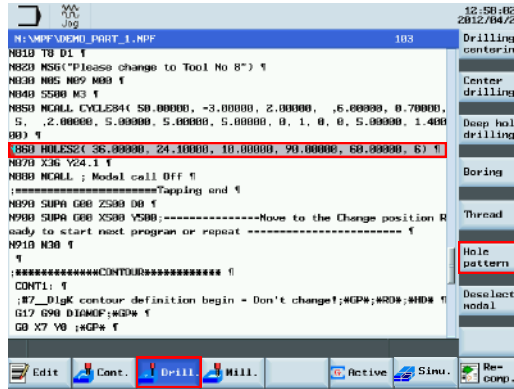 Jog
12:58:02
2012/04/2
N:\MPF\DEMO_PART_1.MPF 103
N810 T8 D1 ¶
N820 MSG("Please change to Tool No 8") ¶
N830 M05 M09 M00 ¶
N840 S500 M3 ¶
N850 MCALL CYCLE84( 50.00000, -3.00000, 2.00000, ,6.00000, 0.70000,
5, ,2.00000, 5.00000, 5.00000, 5.00000, 0, 1, 0, 0, 5.00000, 1.400
00) ¶
860 HOLES2( 36.00000, 24.10000, 10.00000, 90.00000, 60.00000, 6) ¶
N870 X36 Y24.1 ¶
N880 MCALL ; Modal call Off ¶
;====================Tapping end ¶
N890 SUPA G00 Z500 D0 ¶
N900 SUPA G00 X500 Y500;--------------Move to the Change position R
eady to start next program or repeat ---------------------- ¶
N910 M30 ¶
¶
;*************CONTOUR************ ¶
CONT1: ¶
;#7__DlgK contour definition begin - Don't change!;*GP*;*RO*;*HD* ¶
G17 G90 DIAMOF;*GP* ¶
G0 X7 Y0 ;*GP* ¶
Drilling
centerin
Center
drilling
Deep hol
drilling
Boring
Thread
Hole
pattern
Deselect
modal
Edit
Cont.
Drill.
Mill.
Active
Simu.
Re-
comp.